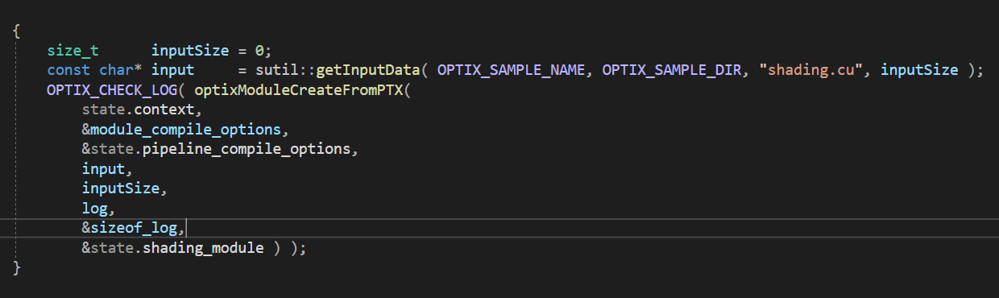 {
    size_t      inputSize = 0;
    const char* input     = sutil::getInputData( OPTIX_SAMPLE_NAME, OPTIX_SAMPLE_DIR, "shading.cu", inputSize );
    OPTIX_CHECK_LOG( optixModuleCreateFromPTX(
        state.context,
        &module_compile_options,
        &state.pipeline_compile_options,
        input,
        inputSize,
        log,
        &sizeof_log,
        &state.shading_module ) );
}